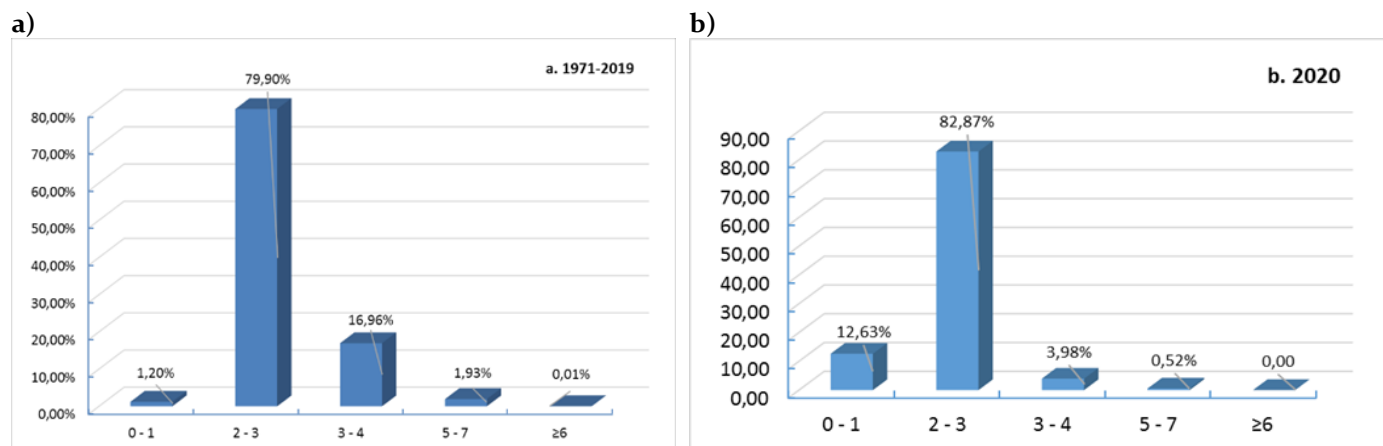 a)
a. 1971-2019
79,90%
80,00%
70,00%
60,00%
50,00%
40,00%
30,00%
20,00%
10,00%
0,00%
1,20%
16,96%
1,93%
0,01%
0 - 1
2 - 3
3 - 4
5 - 7
≥6
b)
b. 2020
82,87%
90,00
80,00
70,00
60,00
50,00
40,00
30,00
20,00
10,00
0,00
12,63%
3,98%
0,52%
0,00
0 - 1
2 - 3
3 - 4
5 - 7
≥6